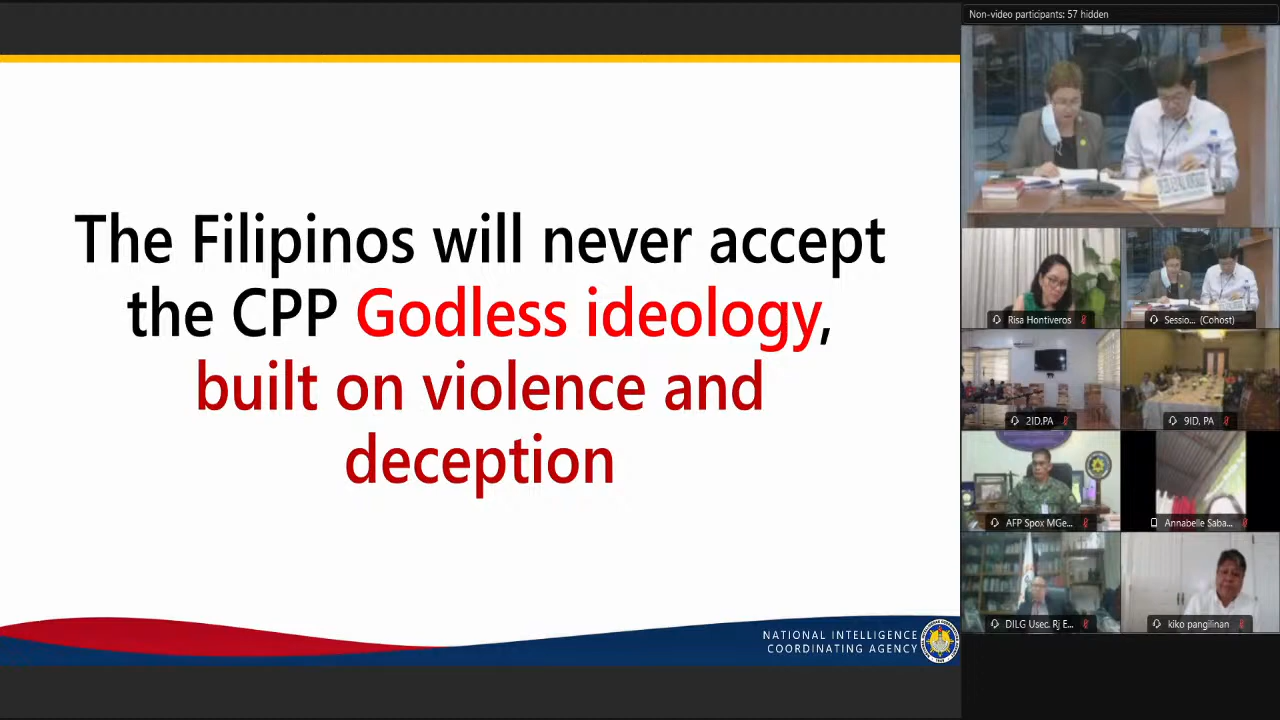 Non-video participants: 57 hidden
The Filipinos will never accept
the CPP Godless ideology,
built on violence and
deception
NATIONAL INTELLIGENCE
COORDINATING AGENCY
Risa Hontiveros
Sessio... (Cohost)
2ID.PA
9ID, PA
AFP Spox MGe...
Annabelle Saba...
DILG Usec. Rj E...
kiko pangilinan